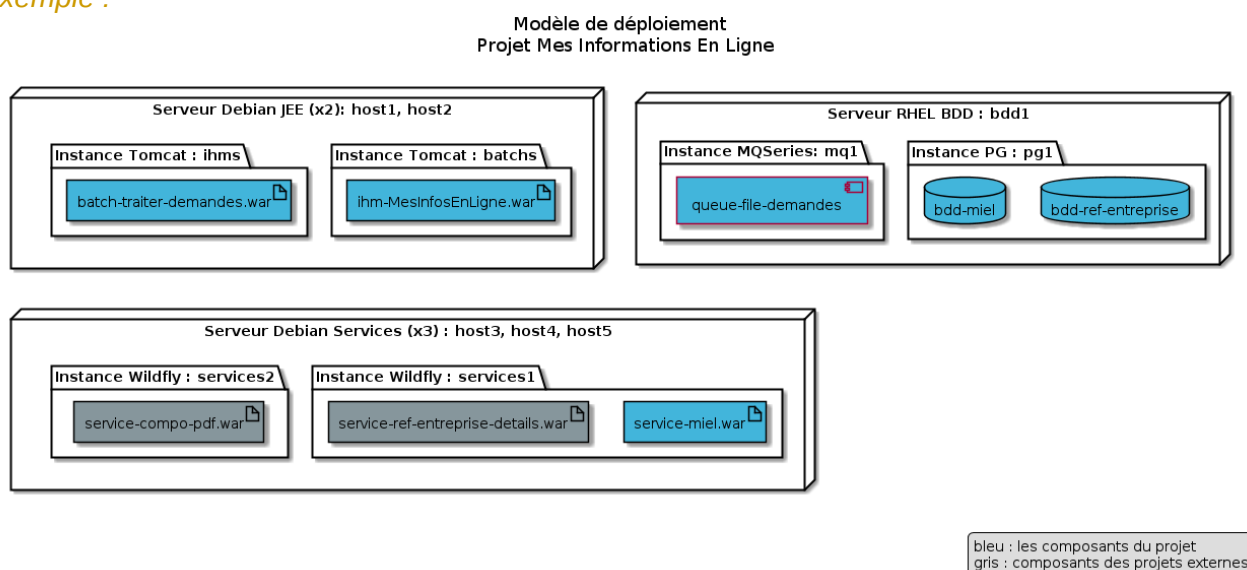 xemple :
Modèle de déploiement
Projet Mes Informations En Ligne
Serveur Debian JEE (x2): host1, host2
Instance Tomcat : ihms
batch-traiter-demandes.war
Instance Tomcat : batchs
ihm-MesInfosEnLigne.war
Serveur RHEL BDD : bdd1
Instance MQSeries: mq1
queue-file-demandes
Instance PG : pg1
bdd-miel
bdd-ref-entreprise
Serveur Debian Services (x3) : host3, host4, host5
Instance Wildfly : services2
service-compo-pdf.war
Instance Wildfly : services1
service-ref-entreprise-details.war
service-miel.war
bleu : les composants du projet
gris : composants des projets externes